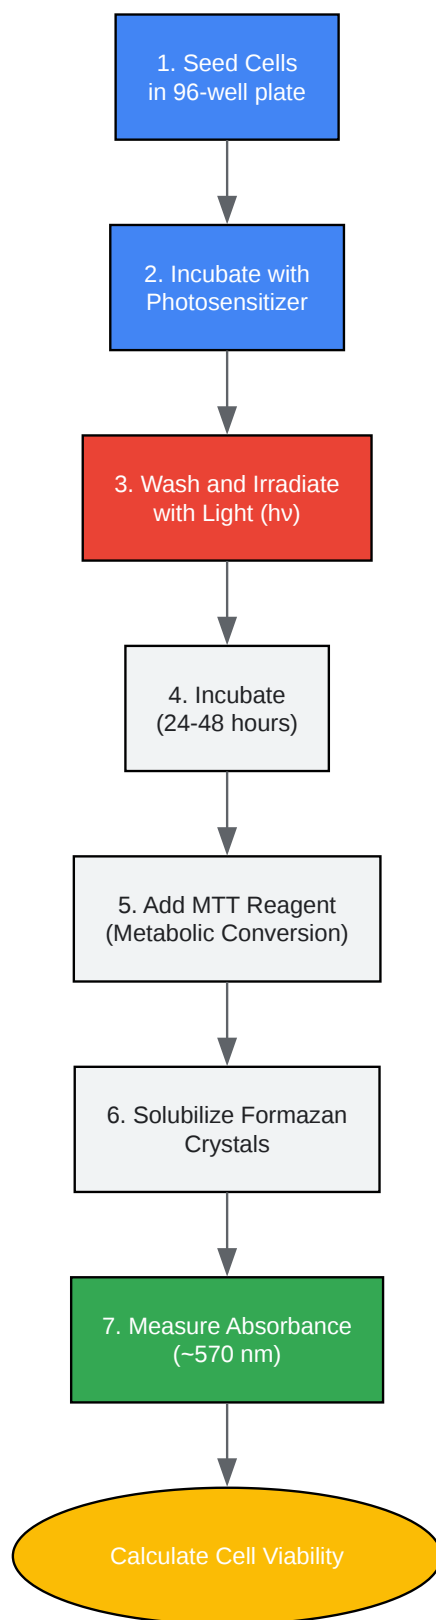 1. Seed Cells
in 96-well plate
2. Incubate with
Photosensitizer
3. Wash and Irradiate
with Light (hν)
4. Incubate
(24-48 hours)
5. Add MTT Reagent
(Metabolic Conversion)
6. Solubilize Formazan
Crystals
7. Measure Absorbance
(~570 nm)
Calculate Cell Viability